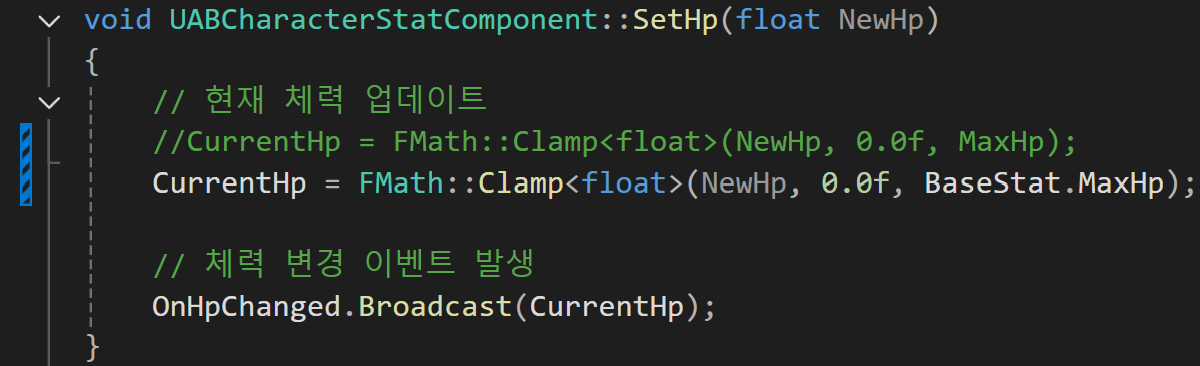 void UABCharacterStatComponent::SetHp(float NewHp)
{
// 현재 체력 업데이트
//CurrentHp = FMath::Clamp<float>(NewHp, 0.0f, MaxHp);
CurrentHp = FMath::Clamp<float>(NewHp, 0.0f, BaseStat.MaxHp);
// 체력 변경 이벤트 발생
OnHpChanged.Broadcast(CurrentHp);
}